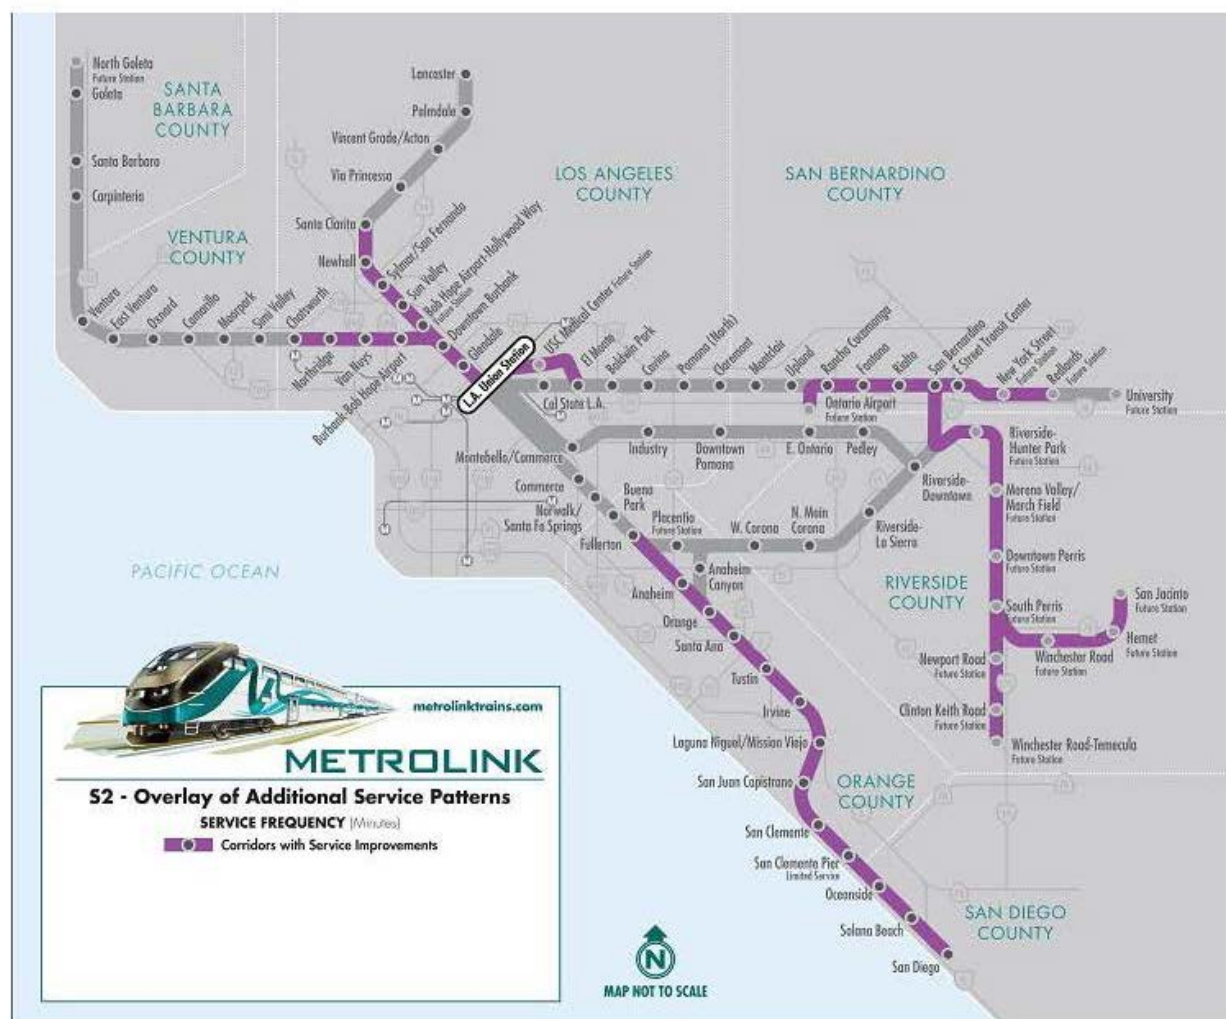 North Goleta
Future Station
Goleta
SANTA
BARBARA
COUNTY
Santa Barbara
Carpinteria
VENTURA
COUNTY
Lancaster
Palmdale
Vincent Grade/Acton
Via Princessa
Santa Clarita
Newhall
LOS ANGELES
COUNTY
SAN BERNARDINO
COUNTY
Sylmar/San Fernando
Sun Valley
Bob Hope Airport-Hollywood Way
Future Station
Downtown Burbank
Glendale
USC Medical Center Future Station
Ventura
East Ventura
Oxnard
Camarillo
Moorpark
Simi Valley
Chatsworth
Northridge
Van Nuys
Burbank-Bob Hope Airport
L.A. Union Station
Cal State L.A.
El Monte
Baldwin Park
Covina
Pomona (North)
Claremont
Montclair
Upland
Rancho Cucamonga
Fontana
Rialto
San Bernardino
E Street Transit Center
New York Street
Future Station
Redlands
Future Station
University
Future Station
Ontario Airport
Future Station
Montebello/Commerce
Industry
Downtown
Pomona
E. Ontario
Pedley
Riverside-
Hunter Park
Future Station
Riverside-
Downtown
Moreno Valley/
March Field
Future Station
Commerce
Norwalk/
Santa Fe Springs
Buena
Park
Fullerton
Placentia
Future Station
W. Corona
N. Main
Corona
Riverside-
La Sierra
Anaheim
Canyon
Downtown Perris
Future Station
PACIFIC OCEAN
Anaheim
Orange
Santa Ana
Tustin
Irvine
RIVERSIDE
COUNTY
South Perris
Future Station
San Jacinto
Future Station
Hemet
Future Station
Winchester Road
Future Station
Newport Road
Future Station
Clinton Keith Road
Future Station
Winchester Road-Temecula
Future Station
Laguna Niguel/Mission Viejo
San Juan Capistrano
ORANGE
COUNTY
San Clemente
San Clemente Pier
Limited Service
Oceanside
Solana Beach
San Diego
SAN DIEGO
COUNTY
metrolinktrains.com
METROLINK
S2 - Overlay of Additional Service Patterns
SERVICE FREQUENCY (Minutes)
Corridors with Service Improvements
N
MAP NOT TO SCALE